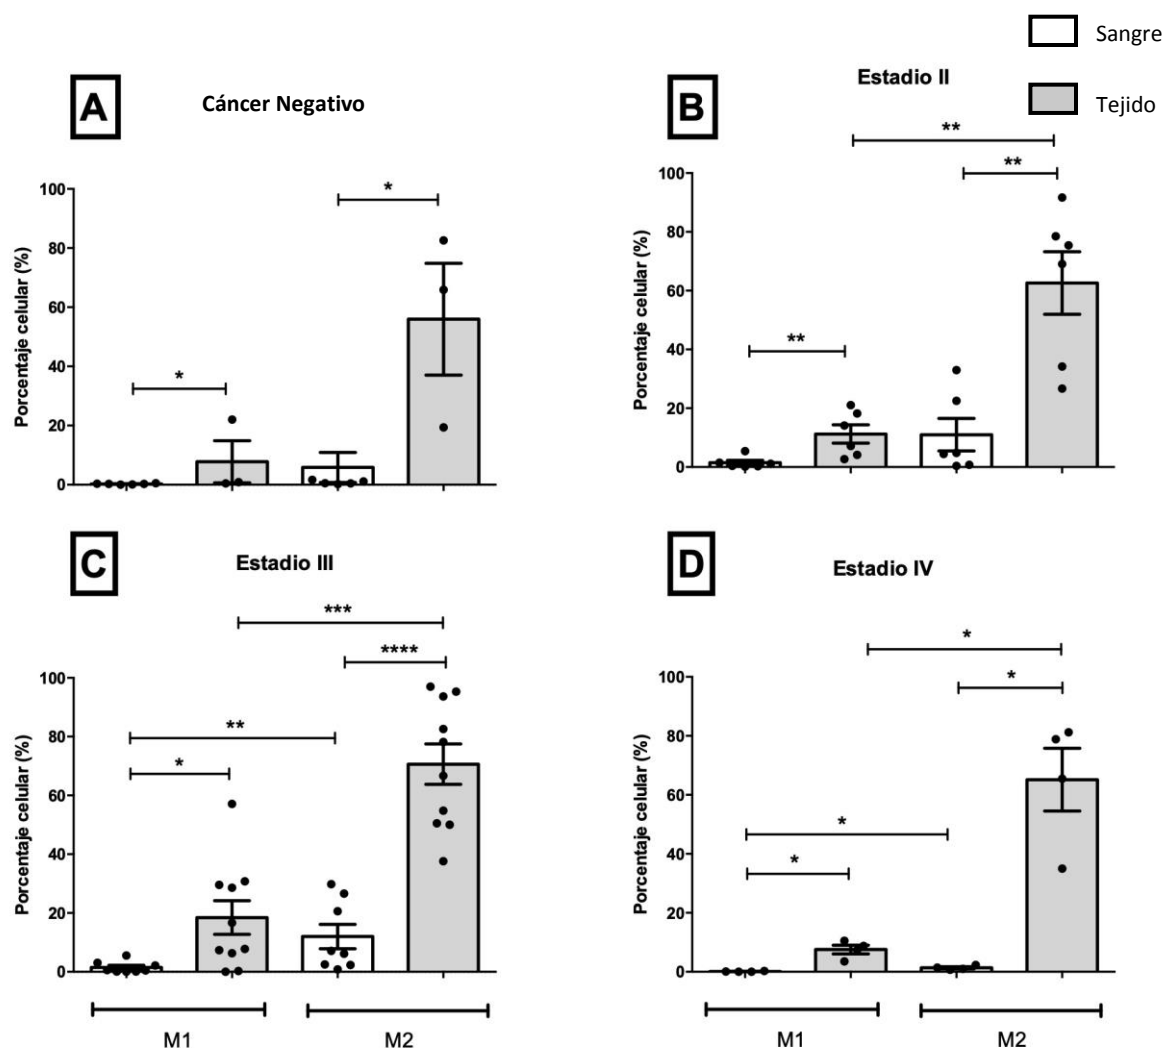 Sangre
Tejido
A
Cáncer Negativo
*
*
Porcentaje celular (%)
100
80
60
40
20
0
B
Estadio II
**
**
**
Porcentaje celular (%)
100
80
60
40
20
0
C
Estadio III
***
****
**
*
Porcentaje celular (%)
100
80
60
40
20
0
M1
M2
D
Estadio IV
*
*
*
*
Porcentaje celular (%)
100
80
60
40
20
0
M1
M2